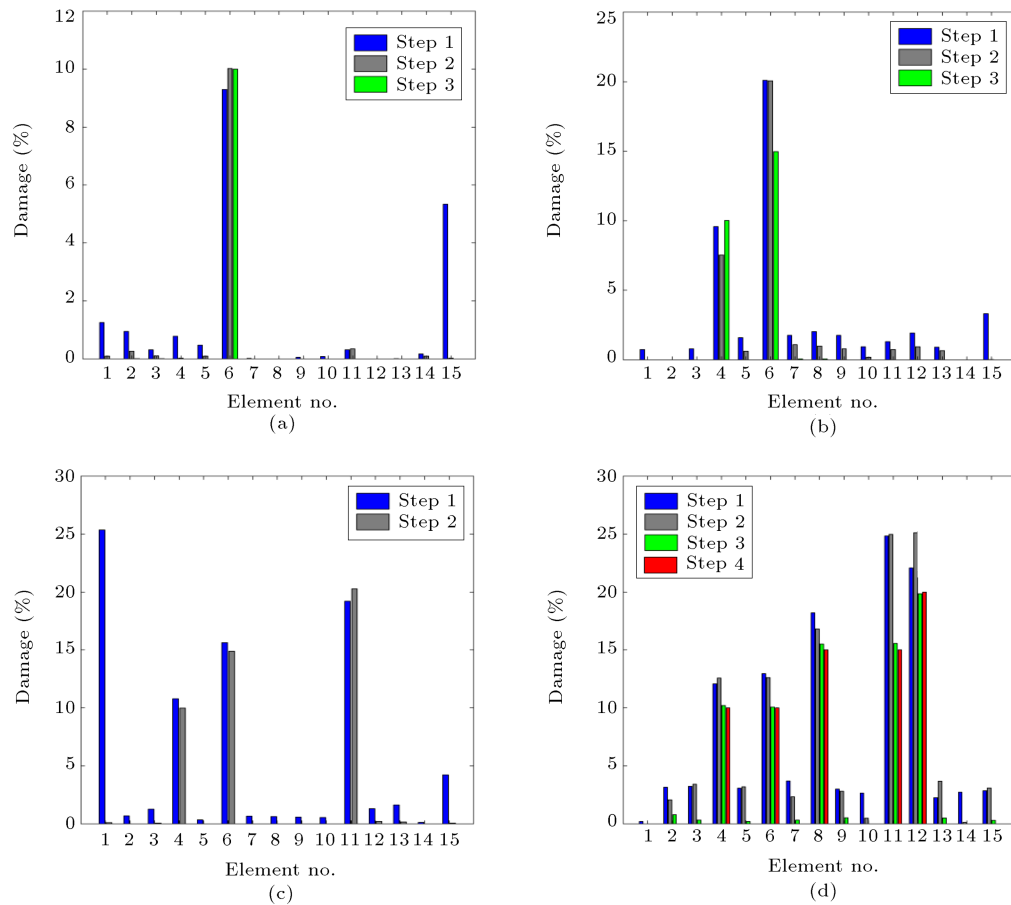 12
10
8
6
4
2
0
Damage (%)
Step 1
Step 2
Step 3
1 2 3 4 5 6 7 8 9 10 11 12 13 14 15
Element no.
(a)
25
20
15
10
5
0
Damage (%)
Step 1
Step 2
Step 3
1 2 3 4 5 6 7 8 9 10 11 12 13 14 15
Element no.
(b)
30
25
20
15
10
5
0
Damage (%)
Step 1
Step 2
1 2 3 4 5 6 7 8 9 10 11 12 13 14 15
Element no.
(c)
30
25
20
15
10
5
0
Damage (%)
Step 1
Step 2
Step 3
Step 4
1 2 3 4 5 6 7 8 9 10 11 12 13 14 15
Element no.
(d)